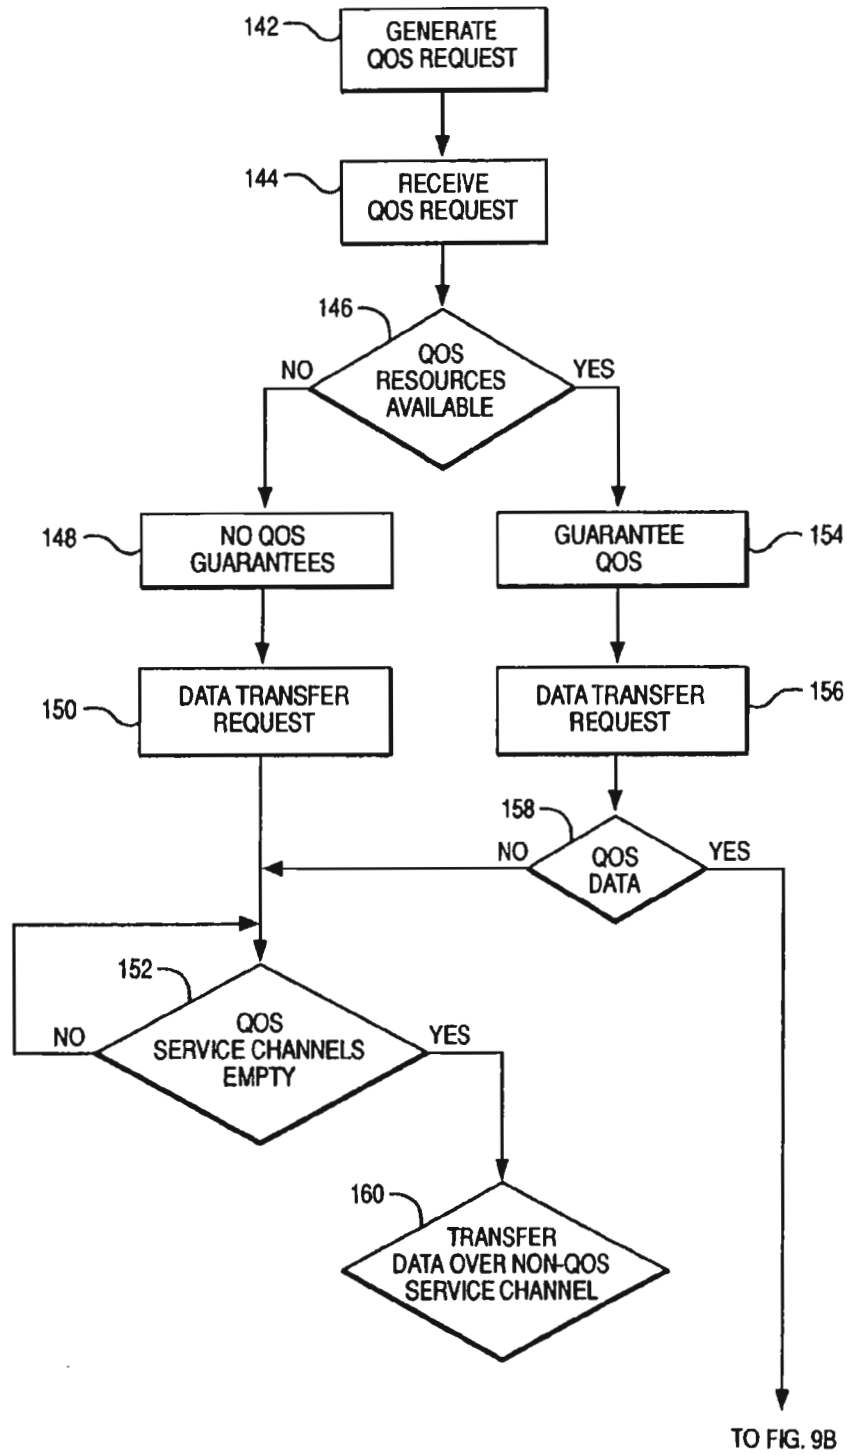 142
GENERATE
QOS REQUEST
144
RECEIVE
QOS REQUEST
146
QOS
RESOURCES
AVAILABLE
NO
YES
148
NO QOS
GUARANTEES
GUARANTEE
QOS
154
150
DATA TRANSFER
REQUEST
DATA TRANSFER
REQUEST
156
158
NO
QOS
DATA
YES
152
QOS
SERVICE CHANNELS
EMPTY
NO
YES
160
TRANSFER
DATA OVER NON-QOS
SERVICE CHANNEL
TO FIG. 9B